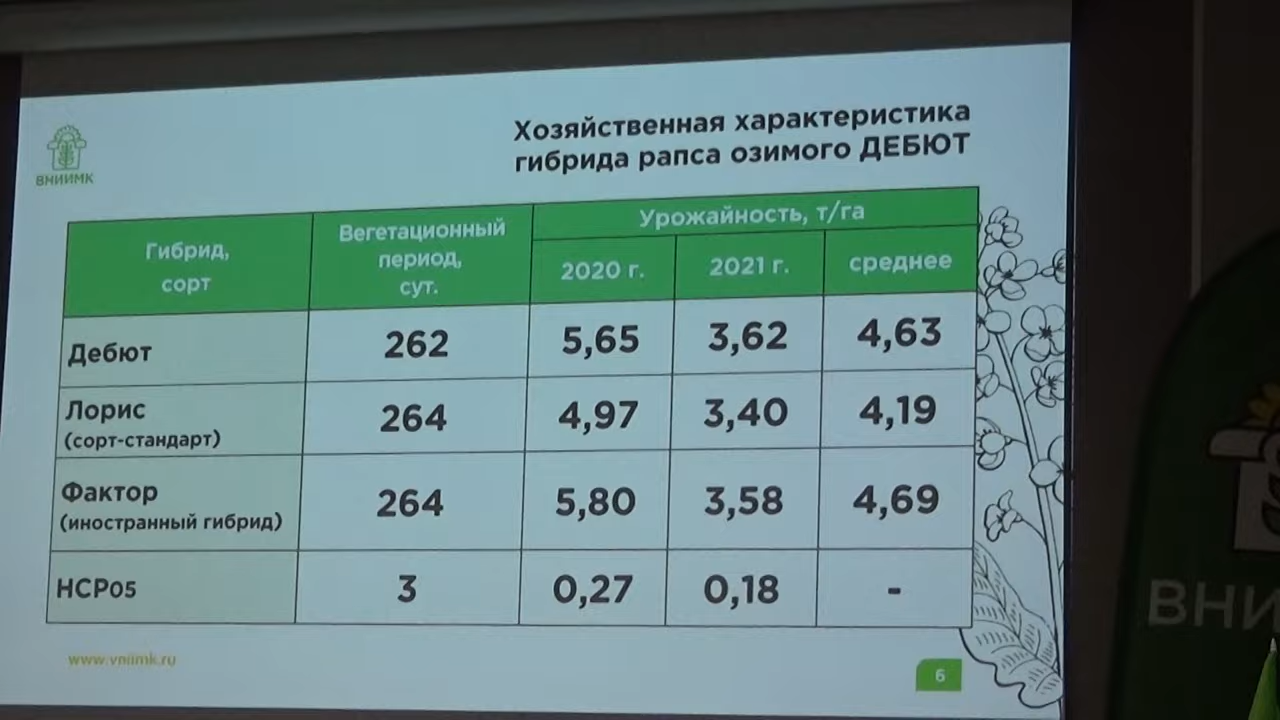 Хозяйственная характеристика
гибрида рапса озимого ДЕБЮТ
ВНИИМК
Гибрид,
сорт
Вегетационный
период,
сут.
Урожайность, т/га
2020 г.
2021 г.
среднее
Дебют
262
5,65
3,62
4,63
Лорис
(сорт-стандарт)
264
4,97
3,40
4,19
Фактор
(иностранный гибрид)
264
5,80
3,58
4,69
НСР05
3
0,27
0,18
-
www.vniimk.ru
6
ВНИ